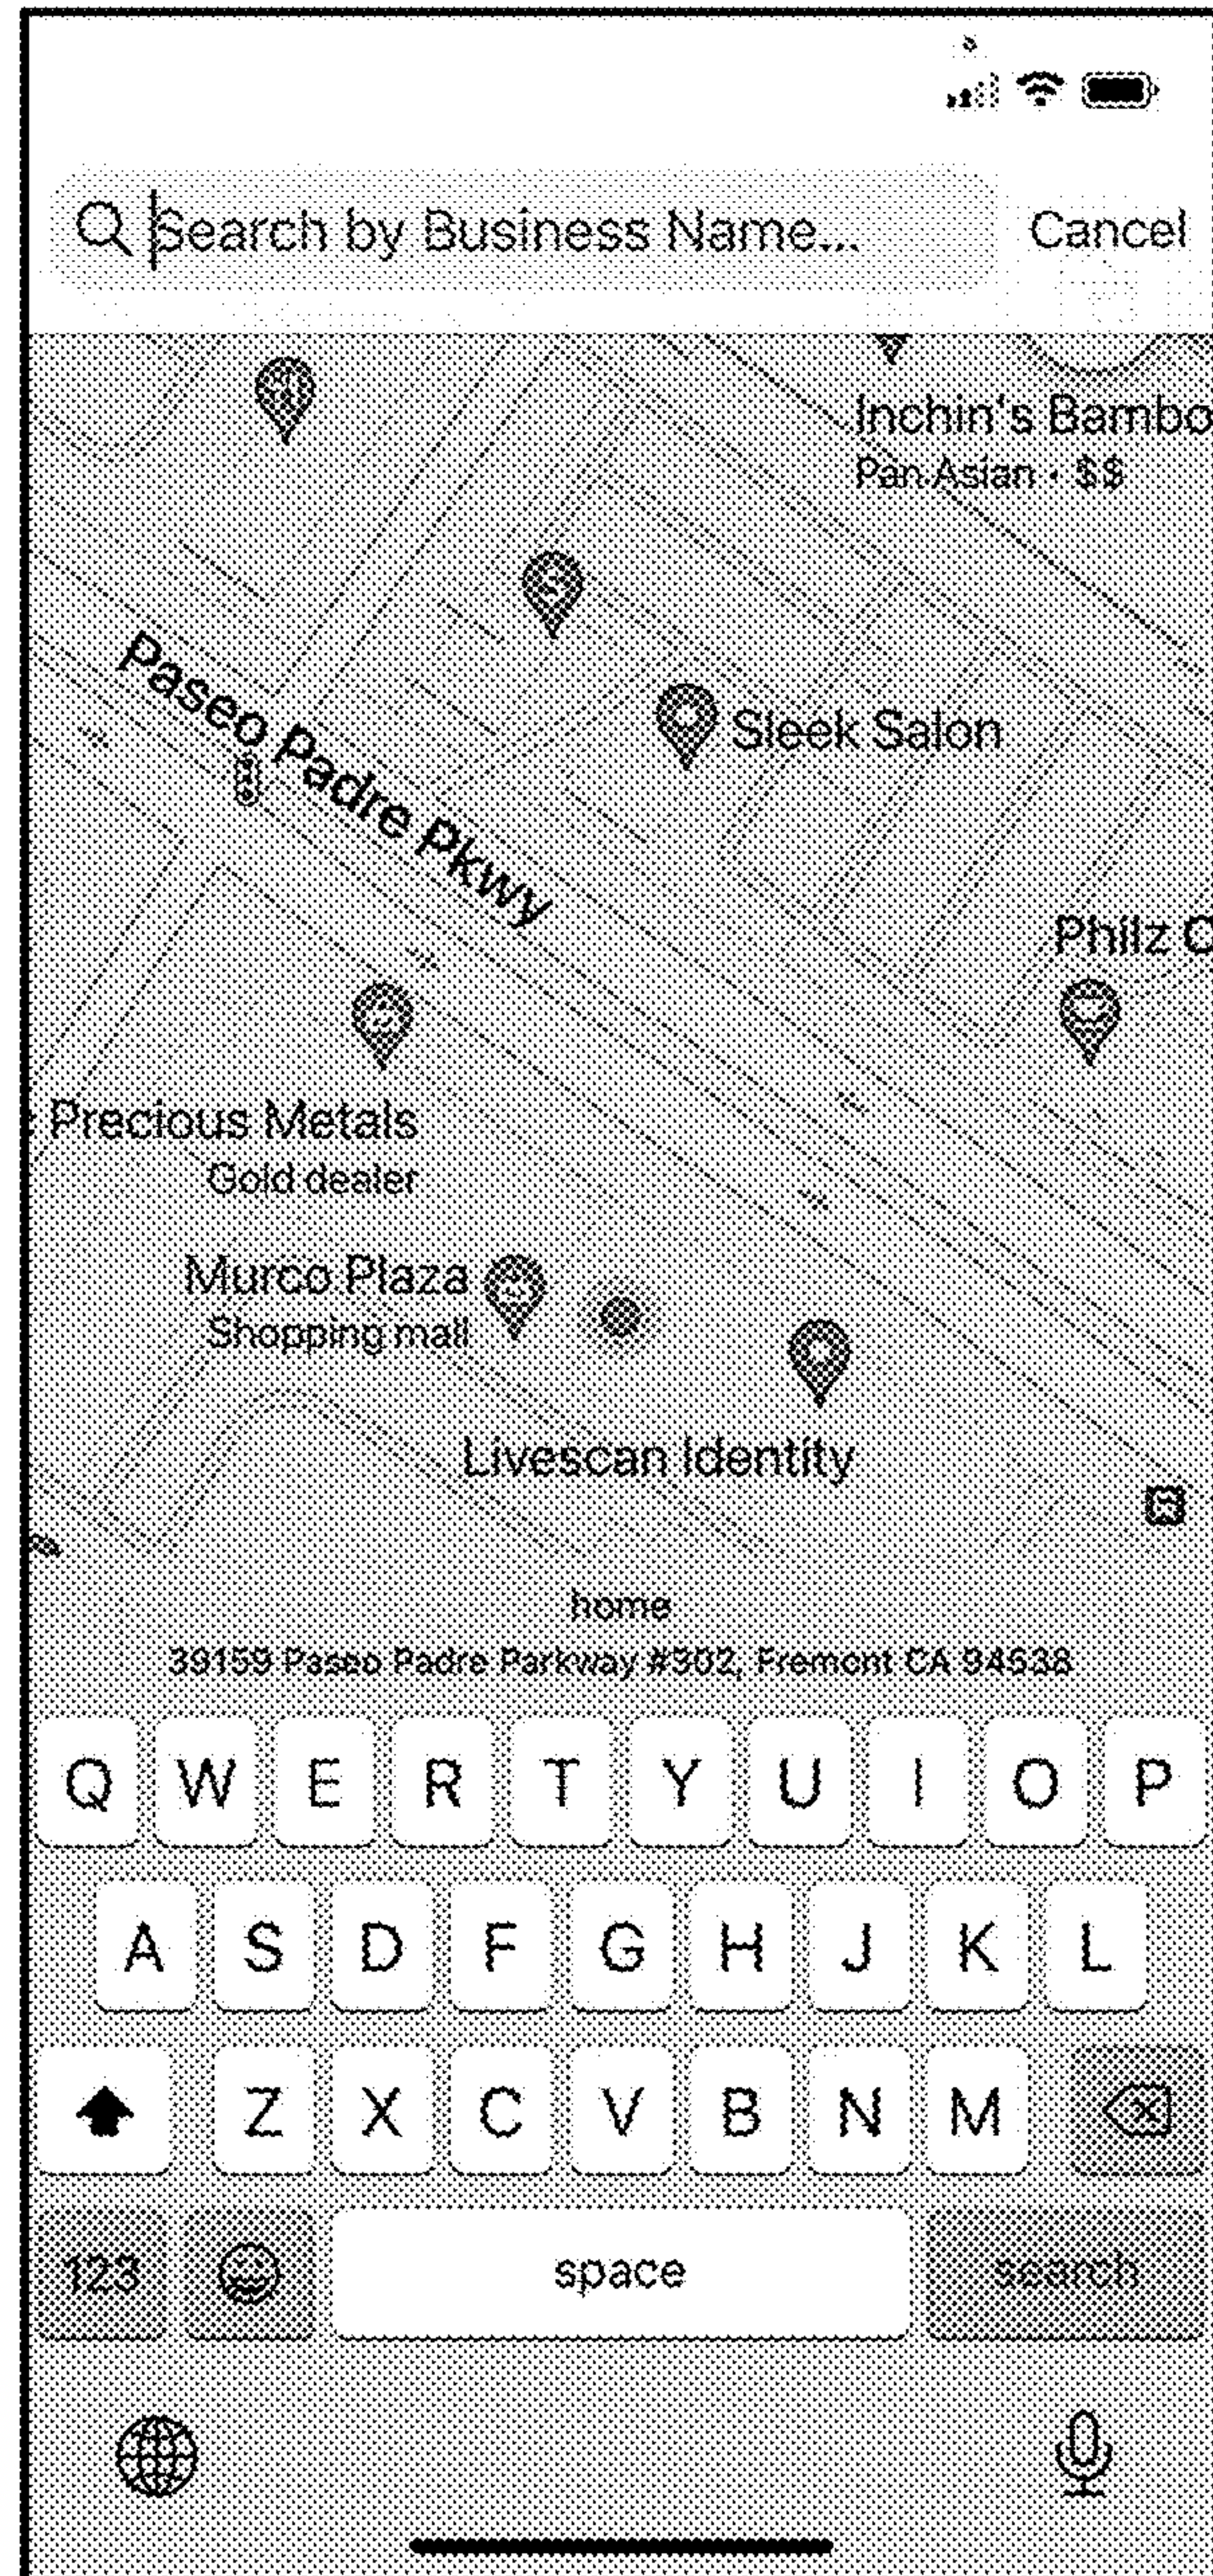 Search by Business Name...
Cancel
Inchin's Bambo
Pan Asian · $$
Sleek Salon
Paseo Padre Pkwy
Philz C
Precious Metals
Gold dealer
Murco Plaza
Shopping mall
Livescan Identity
home
39159 Paseo Padre Parkway #302, Fremont CA 94538
Q W E R T Y U I O P
A S D F G H J K L
Z X C V B N M
123 space search